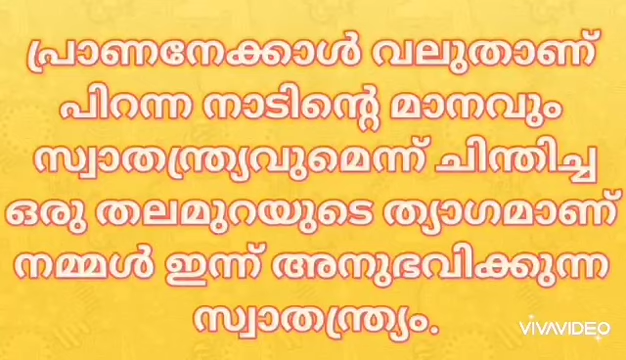 പ്രാണനേക്കാൾ വലുതാണ്
പിറന്ന നാടിന്റെ മാനവും
സ്വാതന്ത്ര്യവുമെന്ന് ചിന്തിച്ച
ഒരു തലമുറയുടെ ത്യാഗമാണ്
നമ്മൾ ഇന്ന് അനുഭവിക്കുന്ന
സ്വാതന്ത്ര്യം.
VIVAVIDEO